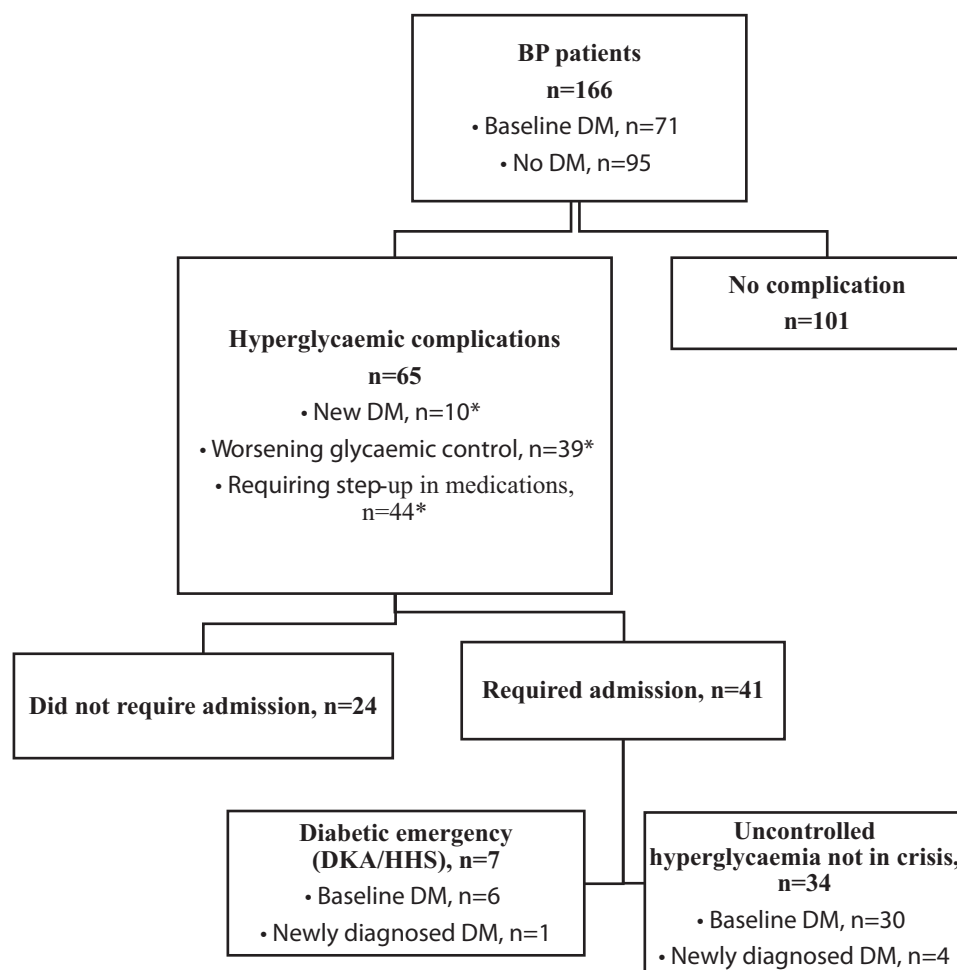 BP patients
n=166
• Baseline DM, n=71
• No DM, n=95
No complication
n=101
Hyperglycaemic complications
n=65
• New DM, n=10*
• Worsening glycaemic control, n=39*
• Requiring step-up in medications,
n=44*
Did not require admission, n=24
Required admission, n=41
Diabetic emergency
(DKA/HHS), n=7
• Baseline DM, n=6
• Newly diagnosed DM, n=1
Uncontrolled
hyperglycaemia not in crisis,
n=34
• Baseline DM, n=30
• Newly diagnosed DM, n=4